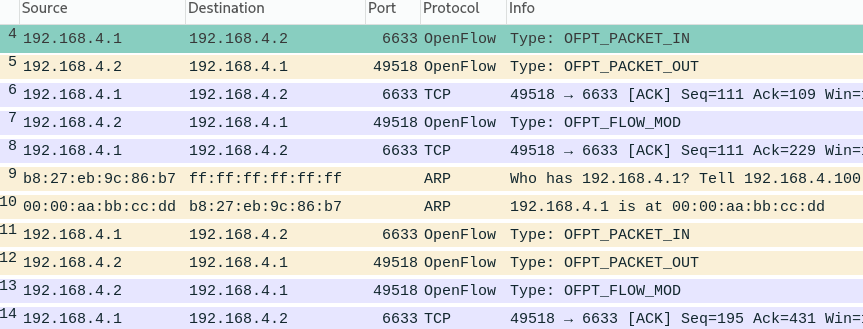 Source Destination Port Protocol Info
4 192.168.4.1 192.168.4.2 6633 OpenFlow Type: OFPT_PACKET_IN
5 192.168.4.2 192.168.4.1 49518 OpenFlow Type: OFPT_PACKET_OUT
6 192.168.4.1 192.168.4.2 6633 TCP 49518 → 6633 [ACK] Seq=111 Ack=109 Win=
7 192.168.4.2 192.168.4.1 49518 OpenFlow Type: OFPT_FLOW_MOD
8 192.168.4.1 192.168.4.2 6633 TCP 49518 → 6633 [ACK] Seq=111 Ack=229 Win=
9 b8:27:eb:9c:86:b7 ff:ff:ff:ff:ff:ff ARP Who has 192.168.4.1? Tell 192.168.4.100
10 00:00:aa:bb:cc:dd b8:27:eb:9c:86:b7 ARP 192.168.4.1 is at 00:00:aa:bb:cc:dd
11 192.168.4.1 192.168.4.2 6633 OpenFlow Type: OFPT_PACKET_IN
12 192.168.4.2 192.168.4.1 49518 OpenFlow Type: OFPT_PACKET_OUT
13 192.168.4.2 192.168.4.1 49518 OpenFlow Type: OFPT_FLOW_MOD
14 192.168.4.1 192.168.4.2 6633 TCP 49518 → 6633 [ACK] Seq=195 Ack=431 Win=